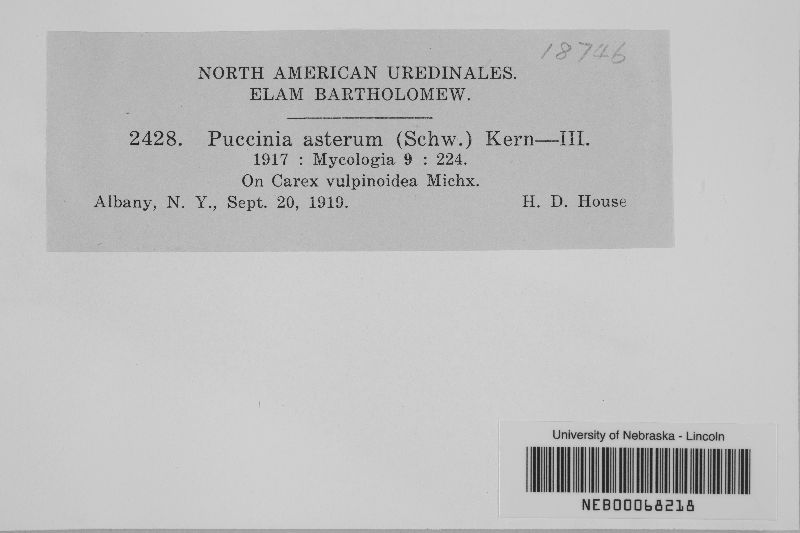 18746
NORTH AMERICAN UREDINALES.
ELAM BARTHOLOMEW.
2428. Puccinia asterum (Schw.) Kern—III.
1917 : Mycologia 9 : 224.
On Carex vulpinoidea Michx.
Albany, N. Y., Sept. 20, 1919. H. D. House
University of Nebraska - Lincoln
NEB00068218